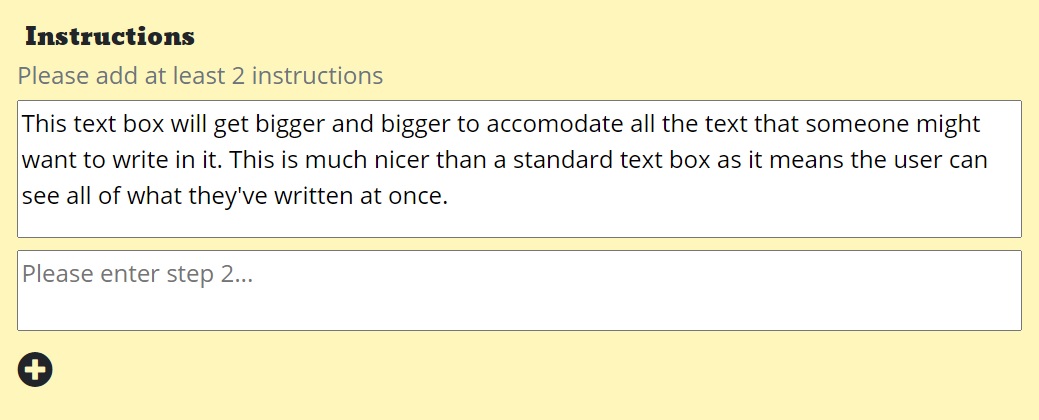 Instructions
Please add at least 2 instructions
This text box will get bigger and bigger to accomodate all the text that someone might
want to write in it. This is much nicer than a standard text box as it means the user can
see all of what they've written at once.
Please enter step 2...